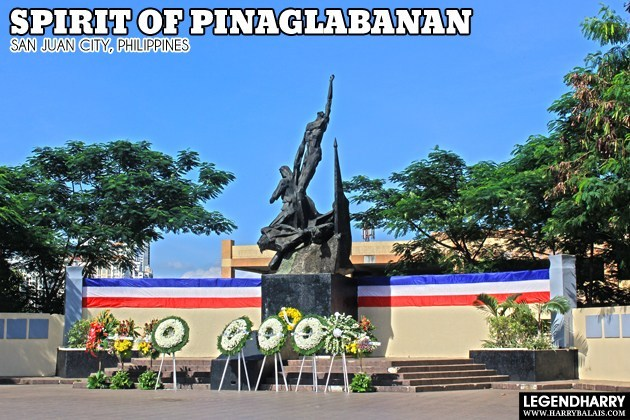 SPIRIT OF PINAGLABANAN
SAN JUAN CITY, PHILIPPINES
LEGENDHARRY
WWW.HARRYBALAIS.COM